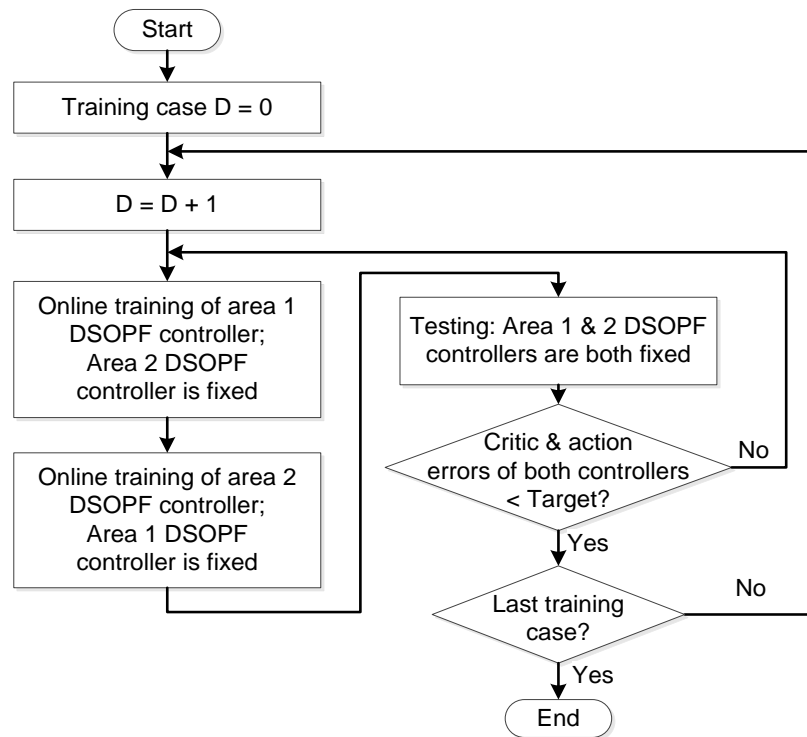 Start
Training case D = 0
D = D + 1
Online training of area 1
DSOPF controller;
Area 2 DSOPF
controller is fixed
Online training of area 2
DSOPF controller;
Area 1 DSOPF
controller is fixed
Testing: Area 1 & 2 DSOPF
controllers are both fixed
Critic & action
errors of both controllers
< Target?
No
Yes
Last training
case?
No
Yes
End